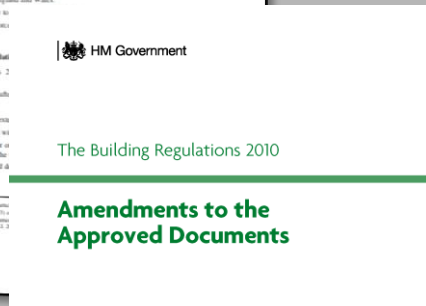 HM Government
The Building Regulations 2010
Amendments to the
Approved Documents